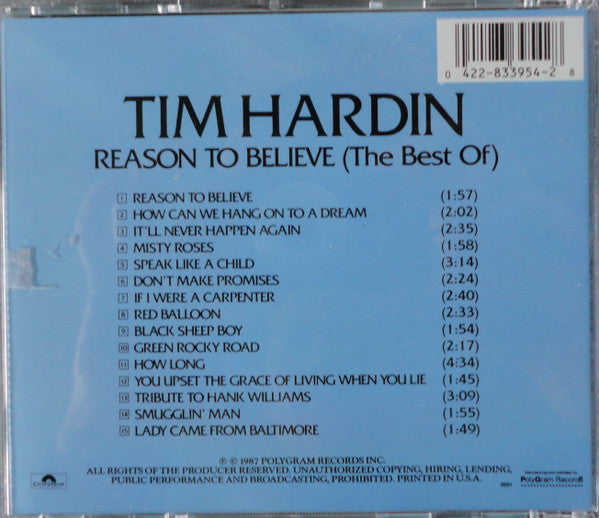 0 422-833954-2 8
TIM HARDIN
REASON TO BELIEVE (The Best Of)
1 REASON TO BELIEVE (1:57)
2 HOW CAN WE HANG ON TO A DREAM (2:02)
3 IT'LL NEVER HAPPEN AGAIN (2:35)
4 MISTY ROSES (1:58)
5 SPEAK LIKE A CHILD (3:14)
6 DON'T MAKE PROMISES (2:24)
7 IF I WERE A CARPENTER (2:40)
8 RED BALLOON (2:33)
9 BLACK SHEEP BOY (1:54)
10 GREEN ROCKY ROAD (2:17)
11 HOW LONG (4:34)
12 YOU UPSET THE GRACE OF LIVING WHEN YOU LIE (1:45)
13 TRIBUTE TO HANK WILLIAMS (3:09)
14 SMUGGLIN' MAN (1:55)
15 LADY CAME FROM BALTIMORE (1:49)
℗ © 1987 POLYGRAM RECORDS INC.
ALL RIGHTS OF THE PRODUCER RESERVED. UNAUTHORIZED COPYING, HIRING, LENDING,
PUBLIC PERFORMANCE AND BROADCASTING, PROHIBITED. PRINTED IN U.S.A.
PolyGram Records